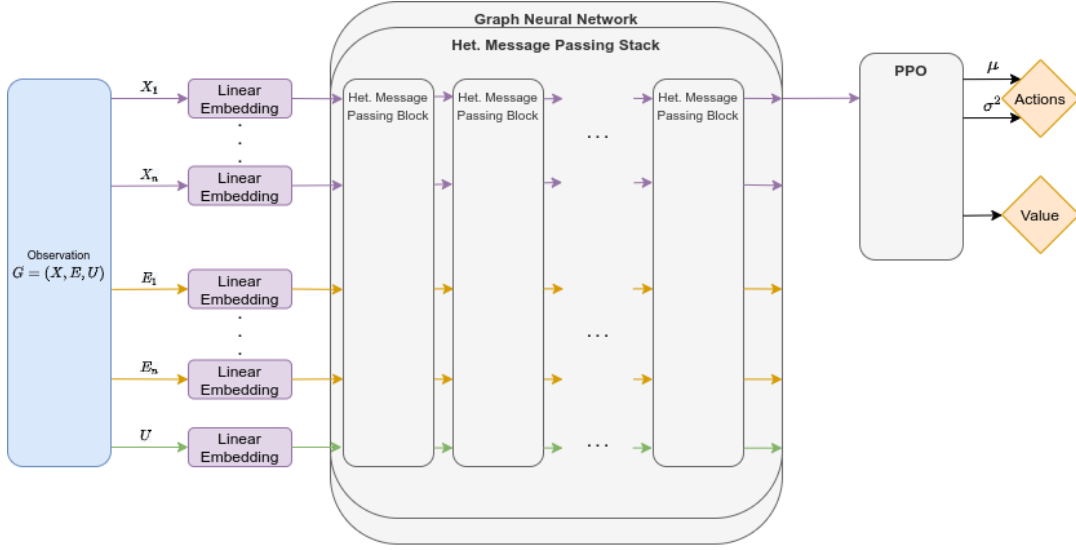 Graph Neural Network
Het. Message Passing Stack
Observation
G = (X, E, U)
X₁
Linear
Embedding
.
.
.
Xₙ
Linear
Embedding
E₁
Linear
Embedding
.
.
.
Eₙ
Linear
Embedding
U
Linear
Embedding
Het. Message
Passing Block
Het. Message
Passing Block
. . .
. . .
. . .
Het. Message
Passing Block
PPO
μ
σ²
Actions
Value